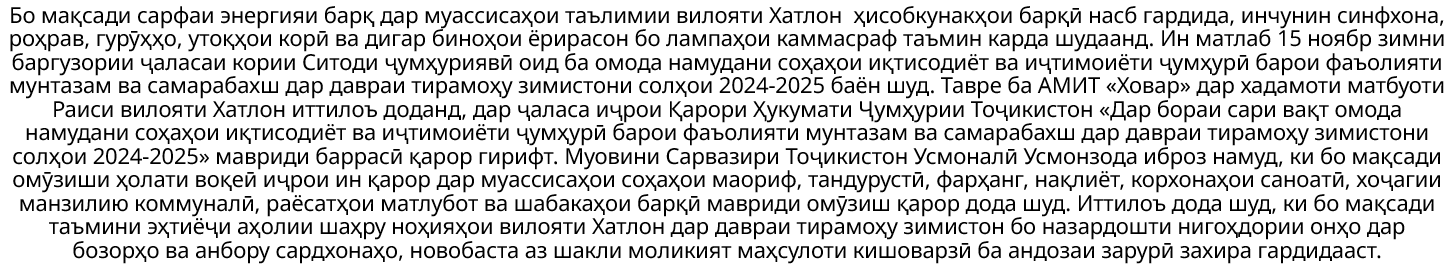 Бо мақсади сарфаи энергияи барқ дар муассисаҳои таълимии вилояти Хатлон ҳисобкунакҳои барқӣ насб гардида, инчунин синфхона,
роҳрав, гурӯҳҳо, утоқҳои корӣ ва дигар биноҳои ёрирасон бо лампаҳои каммасраф таъмин карда шудаанд. Ин матлаб 15 ноябр зимни
баргузории ҷаласаи кории Ситоди ҷумҳуриявӣ оид ба омода намудани соҳаҳои иқтисодиёт ва иҷтимоиёти ҷумҳурӣ барои фаъолияти
мунтазам ва самарабахш дар давраи тирамоҳу зимистони солҳои 2024-2025 баён шуд. Тавре ба АМИТ «Ховар» дар хадамоти матбуоти
Раиси вилояти Хатлон иттилоъ доданд, дар ҷаласа иҷрои Қарори Ҳукумати Ҷумҳурии Тоҷикистон «Дар бораи сари вақт омода
намудани соҳаҳои иқтисодиёт ва иҷтимоиёти ҷумҳурӣ барои фаъолияти мунтазам ва самарабахш дар давраи тирамоҳу зимистони
солҳои 2024-2025» мавриди баррасӣ қарор гирифт. Муовини Сарвазири Тоҷикистон Усмоналӣ Усмонзода иброз намуд, ки бо мақсади
омӯзиши ҳолати воқеӣ иҷрои ин қарор дар муассисаҳои соҳаҳои маориф, тандурустӣ, фарҳанг, нақлиёт, корхонаҳои саноатӣ, хоҷагии
манзилию коммуналӣ, раёсатҳои матлубот ва шабакаҳои барқӣ мавриди омӯзиш қарор дода шуд. Иттилоъ дода шуд, ки бо мақсади
таъмини эҳтиёҷи аҳолии шаҳру ноҳияҳои вилояти Хатлон дар давраи тирамоҳу зимистон бо назардошти нигоҳдории онҳо дар
бозорҳо ва анбору сардхонаҳо, новобаста аз шакли моликият маҳсулоти кишоварзӣ ба андозаи зарурӣ захира гардидааст.